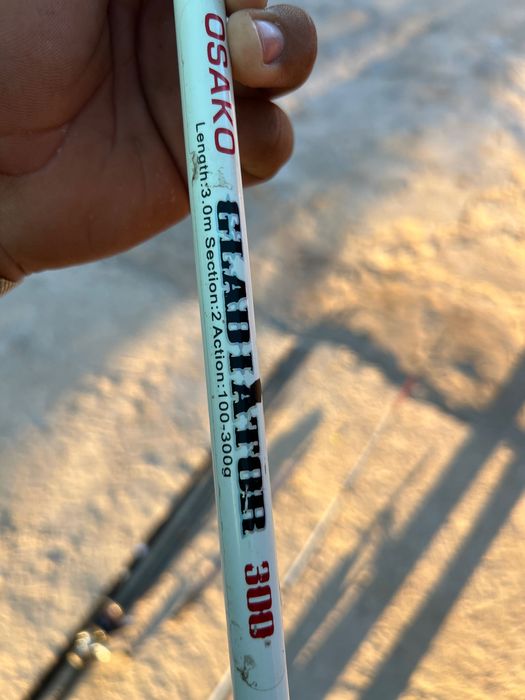 OSAKO
Length:3.0m Section:2 Action:100-300g
GLADIATOR
300